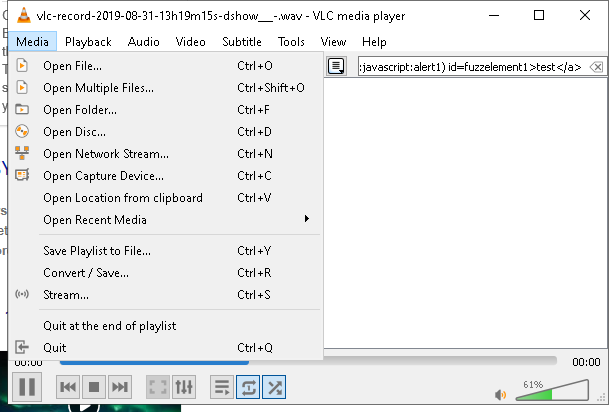 vlc-record-2019-08-31-13h19m15s-dshow__-.wav - VLC media player
Media Playback Audio Video Subtitle Tools View Help
:javascript:alert1) id=fuzzelement1>test</a>
Open File... Ctrl+O
Open Multiple Files... Ctrl+Shift+O
Open Folder... Ctrl+F
Open Disc... Ctrl+D
Open Network Stream... Ctrl+N
Open Capture Device... Ctrl+C
Open Location from clipboard Ctrl+V
Open Recent Media
Save Playlist to File... Ctrl+Y
Convert / Save... Ctrl+R
Stream... Ctrl+S
Quit at the end of playlist
Quit Ctrl+Q
00:00 00:00
61%